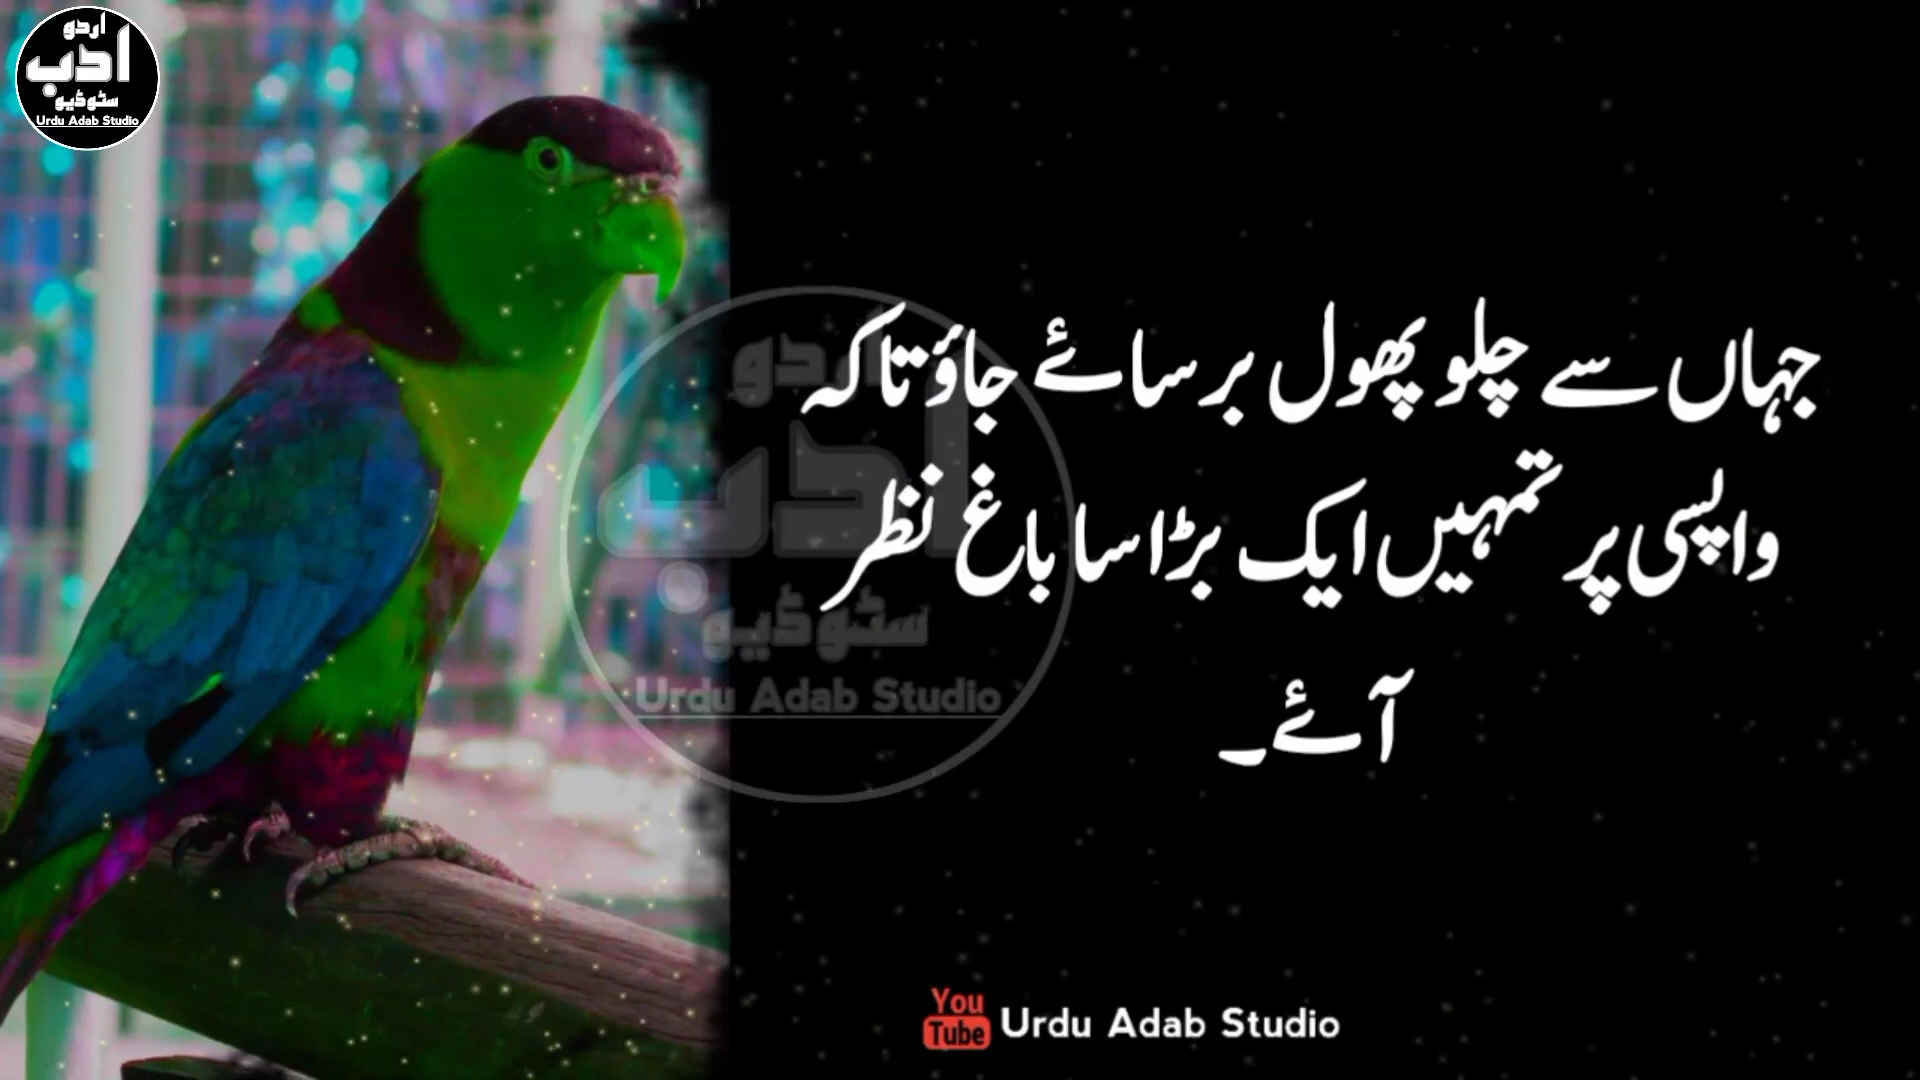 اردو
ادب
سٹوڈیو
Urdu Adab Studio
جہاں سے چلو پھول برسائے جاؤ تاکہ
واپسی پر تمہیں ایک بڑا سا باغ نظر
آئے۔
اردو
ادب
سٹوڈیو
Urdu Adab Studio
You
Tube Urdu Adab Studio